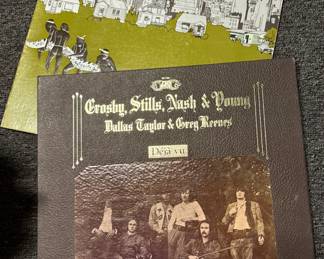 Crosby, Stills, Nash & Young
Dallas Taylor & Greg Reeves
Déjà vu